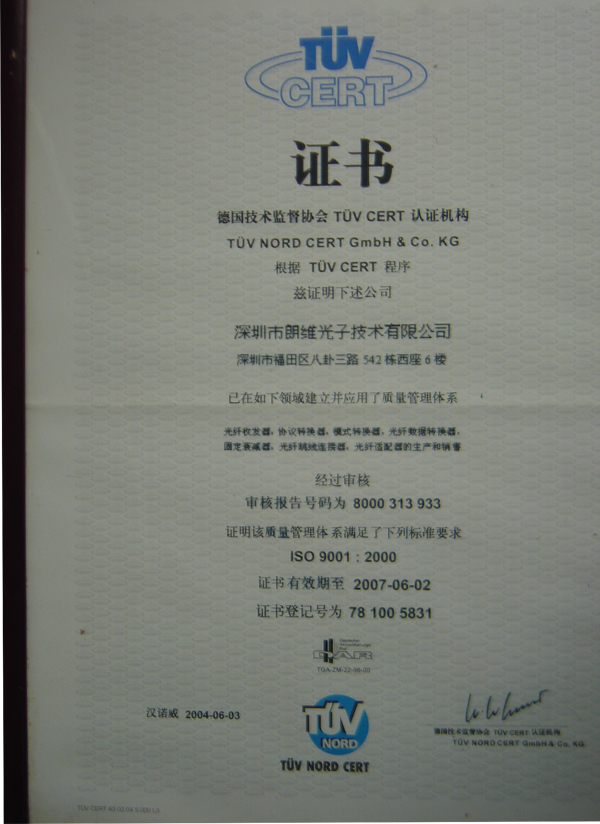 TÜV
CERT
证书
德国技术监督协会 TÜV CERT 认证机构
TÜV NORD CERT GmbH & Co. KG
根据 TÜV CERT 程序
兹证明下述公司
深圳市朗维光子技术有限公司
深圳市福田区八卦三路 542 栋西座 6 楼
已在如下领域建立并应用了质量管理体系
光纤收发器，协议转换器，模式转换器，光纤数据转换器，
固定衰减器，光纤跳线连接器，光纤适配器的生产和销售
经过审核
审核报告号码为 8000 313 933
证明该质量管理体系满足了下列标准要求
ISO 9001 : 2000
证书有效期至 2007-06-02
证书登记号为 78 100 5831
DAR
汉诺威 2004-06-03
TÜV
NORD
TÜV NORD CERT
德国技术监督协会 TÜV CERT 认证机构
TÜV NORD CERT GmbH & Co. KG